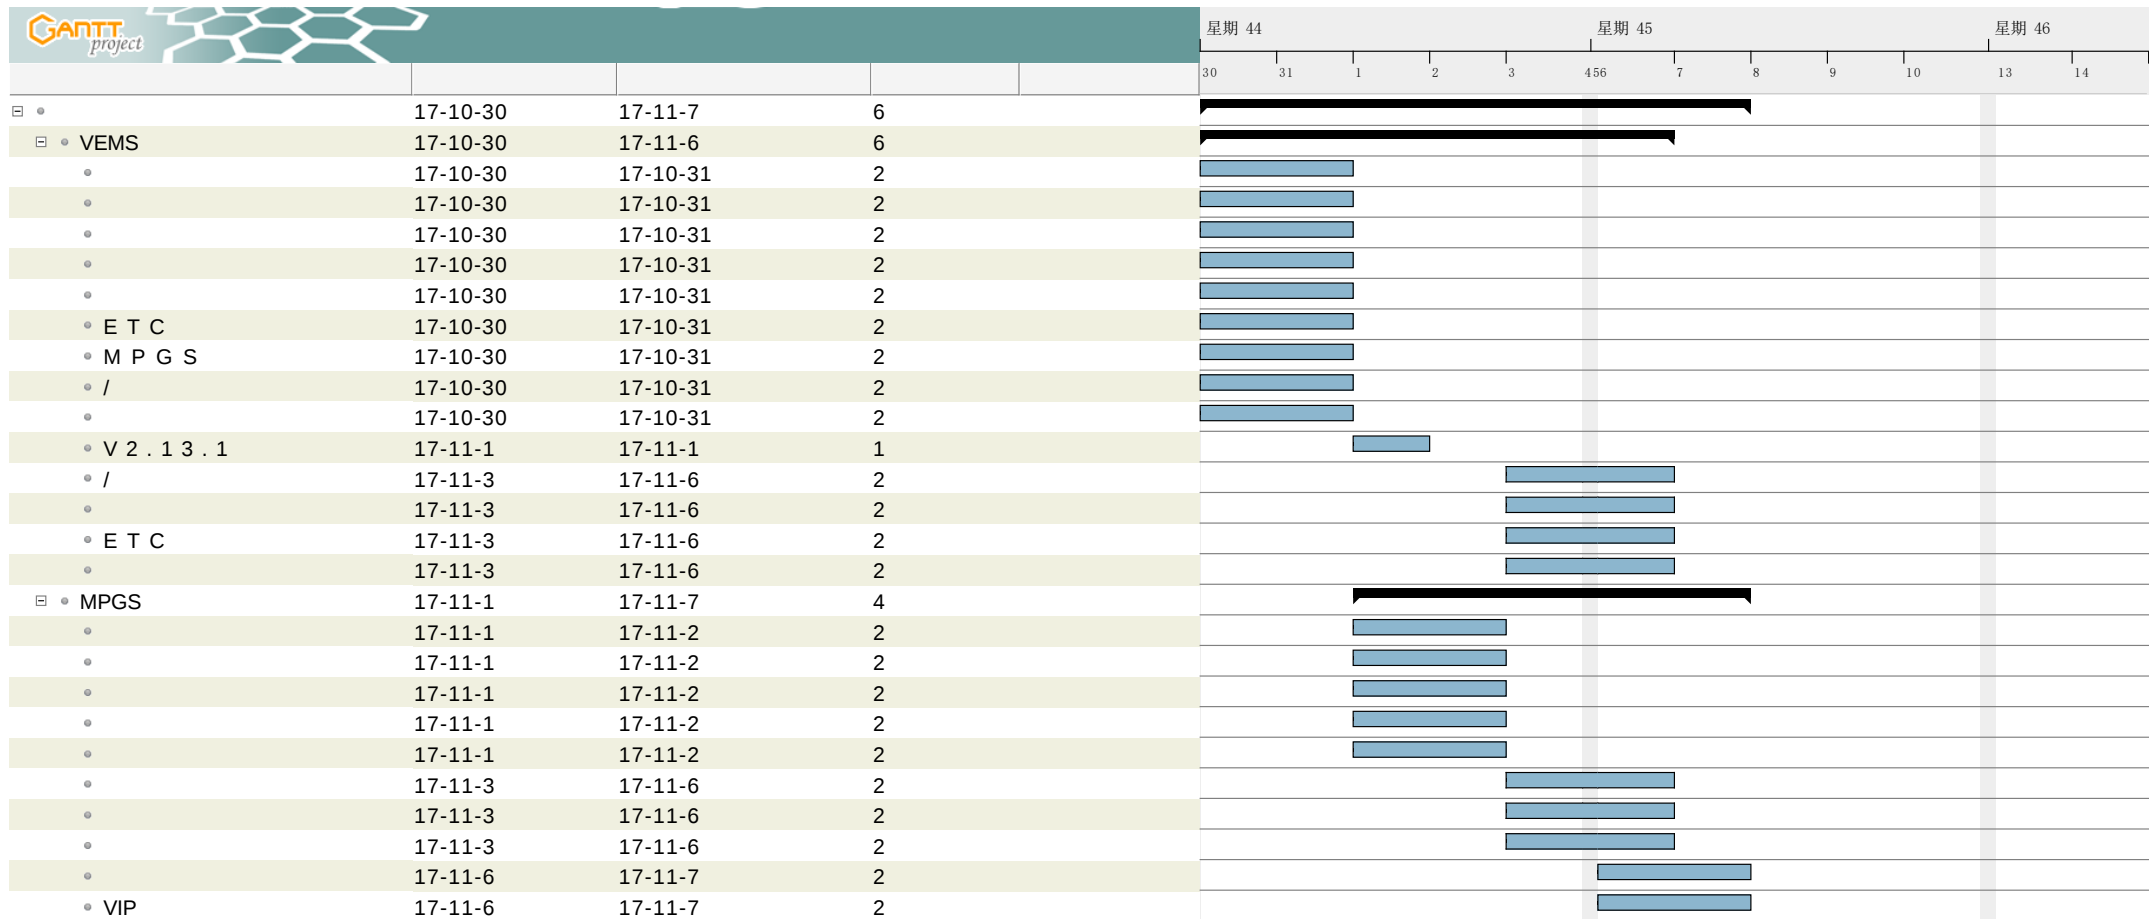 GANTT project
星期 44 星期 45 星期 46
30 31 1 2 3 4 5 6 7 8 9 10 13 14
17-10-30 17-11-7 6
VEMS 17-10-30 17-11-6 6
17-10-30 17-10-31 2
17-10-30 17-10-31 2
17-10-30 17-10-31 2
17-10-30 17-10-31 2
17-10-30 17-10-31 2
ETC 17-10-30 17-10-31 2
MPGS 17-10-30 17-10-31 2
/ 17-10-30 17-10-31 2
17-10-30 17-10-31 2
V2.13.1 17-11-1 17-11-1 1
/ 17-11-3 17-11-6 2
17-11-3 17-11-6 2
ETC 17-11-3 17-11-6 2
17-11-3 17-11-6 2
MPGS 17-11-1 17-11-7 4
17-11-1 17-11-2 2
17-11-1 17-11-2 2
17-11-1 17-11-2 2
17-11-1 17-11-2 2
17-11-1 17-11-2 2
17-11-3 17-11-6 2
17-11-3 17-11-6 2
17-11-3 17-11-6 2
17-11-6 17-11-7 2
VIP 17-11-6 17-11-7 2